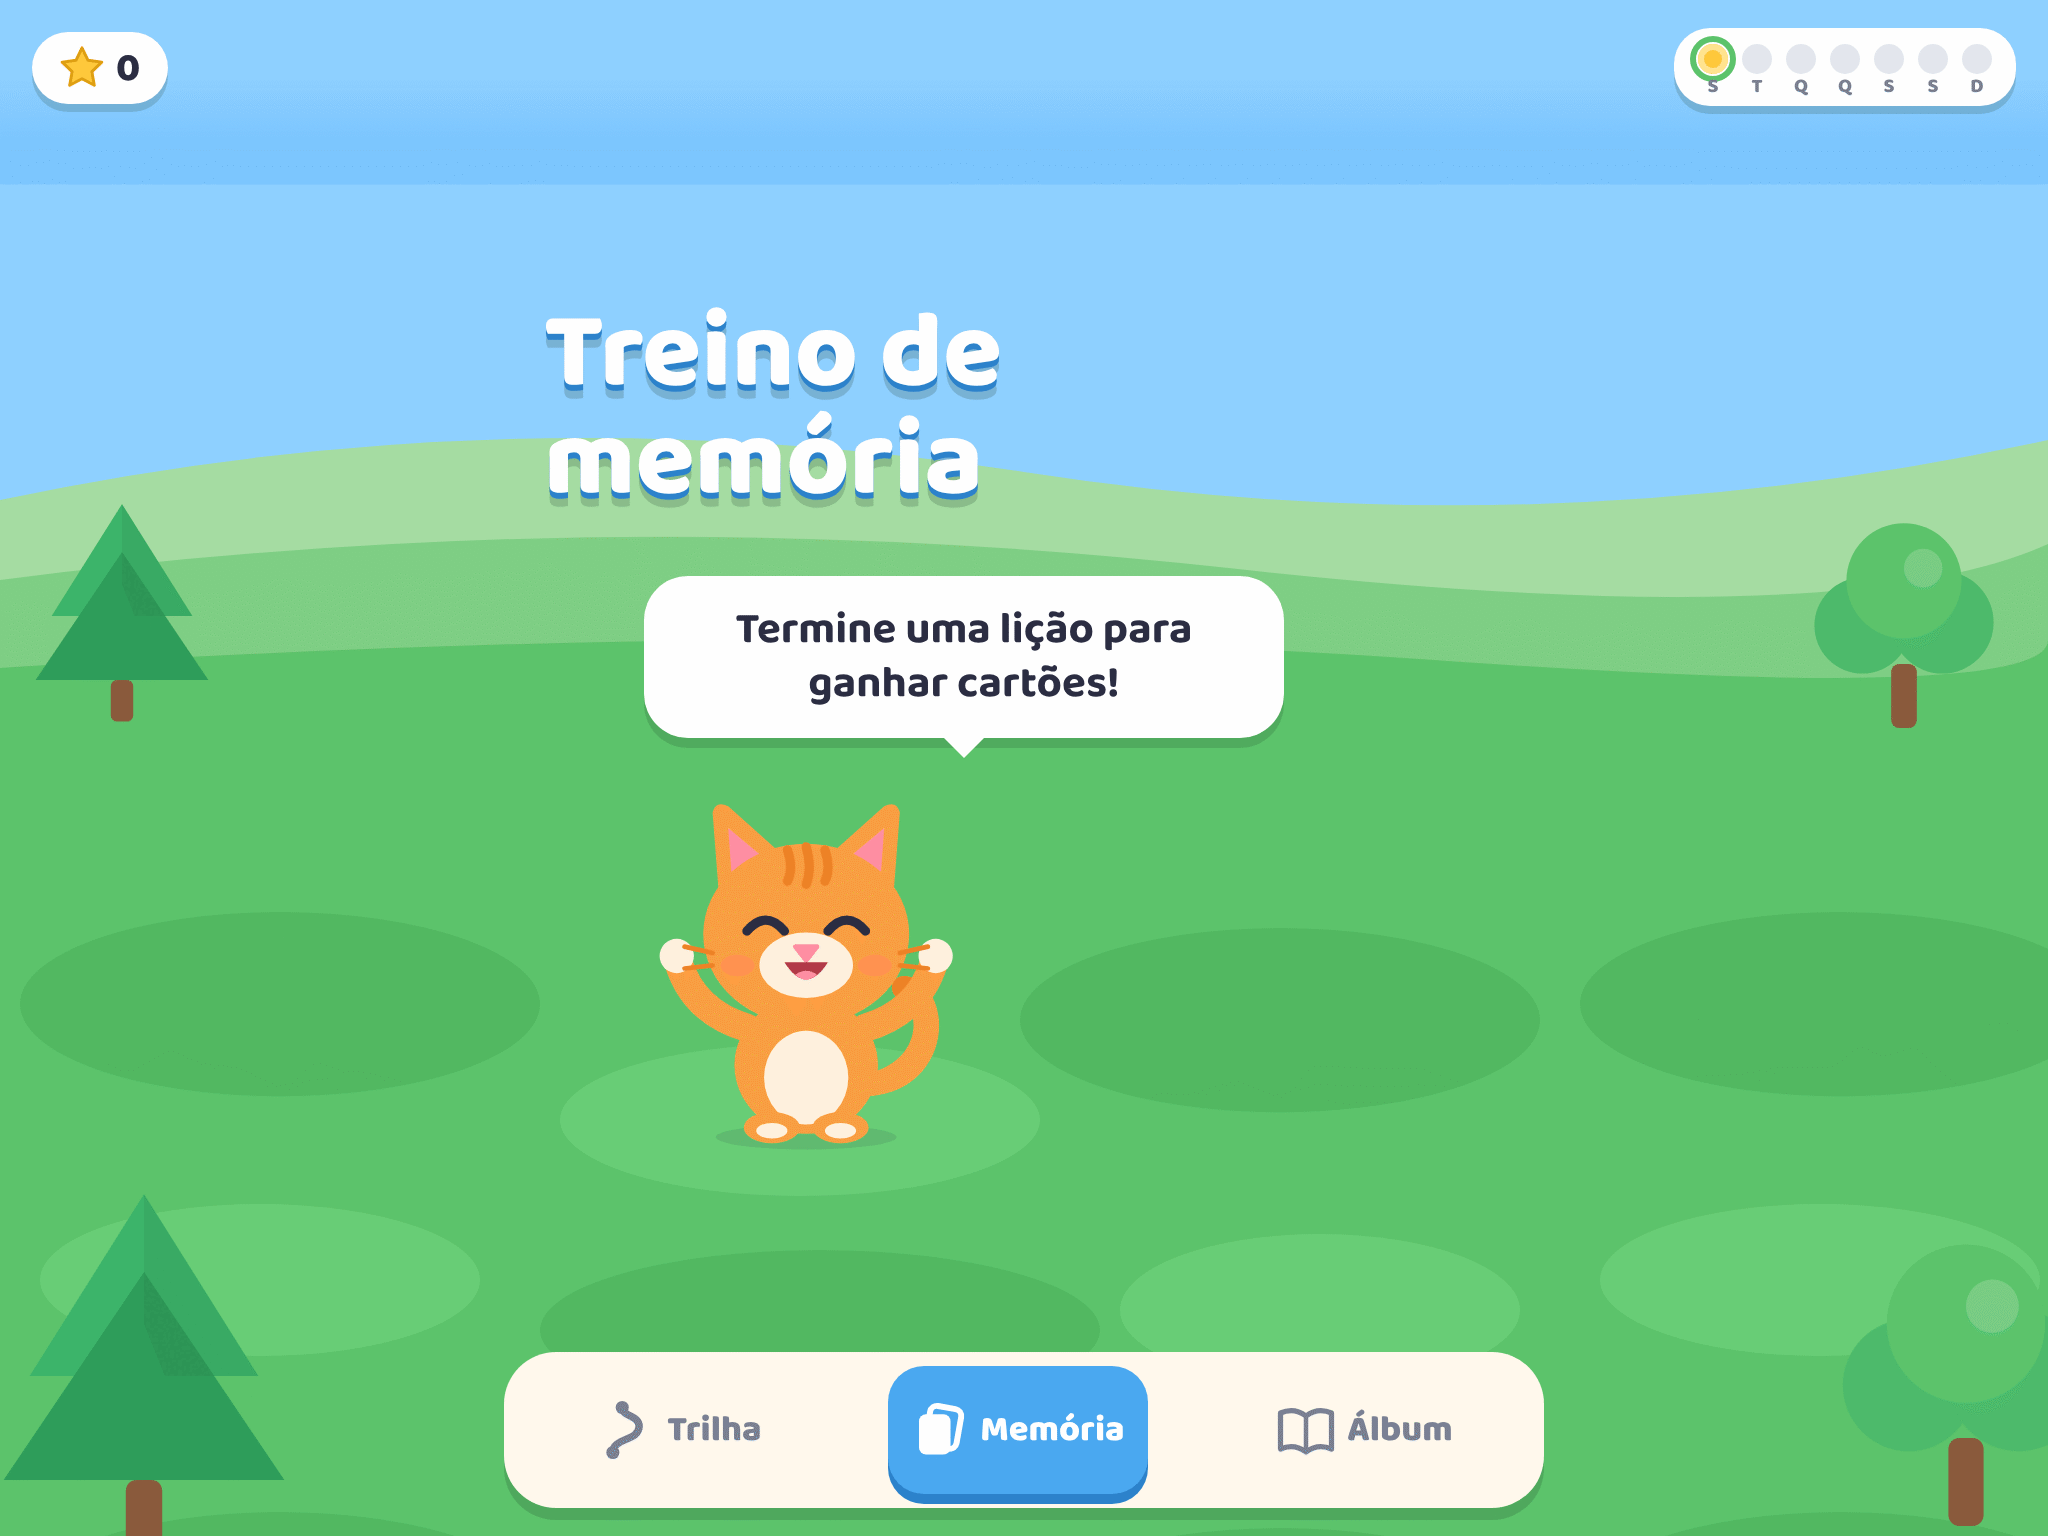 0
S T Q Q S S D
Treino de
memória
Termine uma lição para
ganhar cartões!
Trilha
Memória
Álbum